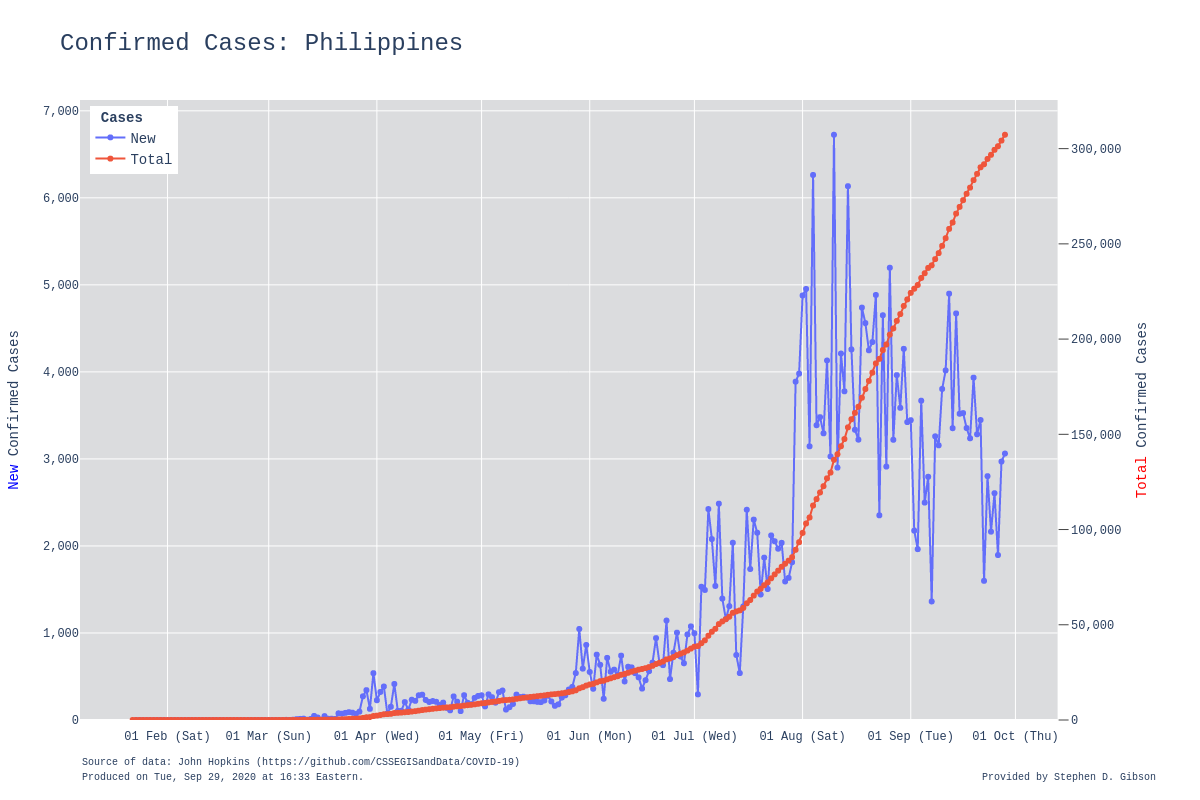 Confirmed Cases: Philippines
Cases
New
Total
7,000
6,000
5,000
4,000
3,000
2,000
1,000
0
New Confirmed Cases
300,000
250,000
200,000
150,000
100,000
50,000
0
Total Confirmed Cases
01 Feb (Sat) 01 Mar (Sun) 01 Apr (Wed) 01 May (Fri) 01 Jun (Mon) 01 Jul (Wed) 01 Aug (Sat) 01 Sep (Tue) 01 Oct (Thu)
Source of data: John Hopkins (https://github.com/CSSEGISandData/COVID-19)
Produced on Tue, Sep 29, 2020 at 16:33 Eastern.
Provided by Stephen D. Gibson